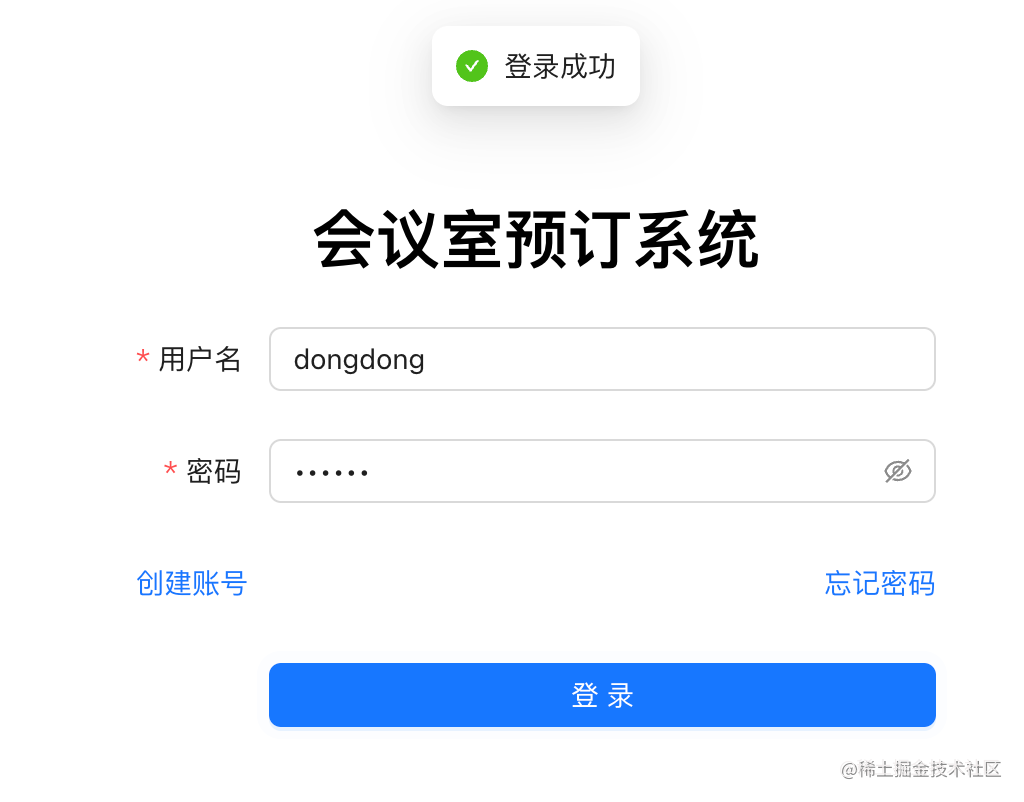 登录成功
会议室预订系统
* 用户名 dongdong
* 密码 ••••••
创建账号 忘记密码
登 录
@稀土掘金技术社区